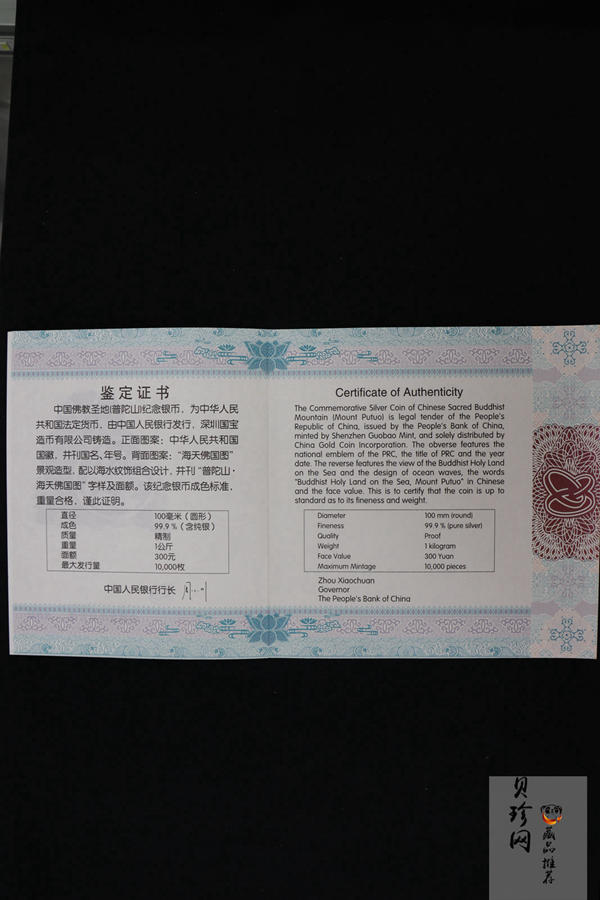 鉴定证书
中国佛教圣地(普陀山)纪念银币，为中华人民
共和国法定货币，由中国人民银行发行，深圳国宝
造币有限公司铸造。正面图案：中华人民共和国
国徽，并刊国名、年号。背面图案：“海天佛国图”
景观造型，配以海水纹饰组合设计，并刊“普陀山·
海天佛国图”字样及面额。该纪念银币成色标准，
重量合格，谨此证明。
直径 100毫米（圆形）
成色 99.9％（含纯银）
质量 精制
重量 1公斤
面额 300元
最大发行量 10,000枚
中国人民银行行长
Certificate of Authenticity
The Commemorative Silver Coin of Chinese Sacred Buddhist
Mountain (Mount Putuo) is legal tender of the People's
Republic of China, issued by the People's Bank of China,
minted by Shenzhen Guobao Mint, and solely distributed by
China Gold Coin Incorporation. The obverse features the
national emblem of the PRC, the title of PRC and the year
date. The reverse features the view of the Buddhist Holy Land
on the Sea and the design of ocean waves, the words
"Buddhist Holy Land on the Sea, Mount Putuo" in Chinese
and the face value. This is to certify that the coin is up to
standard as to its fineness and weight.
Diameter 100 mm (round)
Fineness 99.9 % (pure silver)
Quality Proof
Weight 1 kilogram
Face Value 300 Yuan
Maximum Mintage 10,000 pieces
Zhou Xiaochuan
Governor
The People's Bank of China
贝珍网
藏品推荐